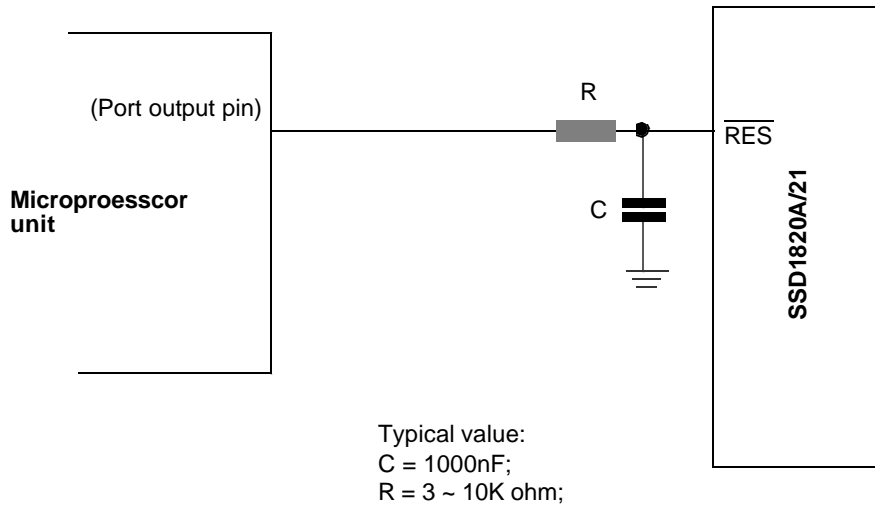 R
(Port output pin)
RES
Microproesscor
unit
C
SSD1820A/21
Typical value:
C = 1000nF;
R = 3 ~ 10K ohm;